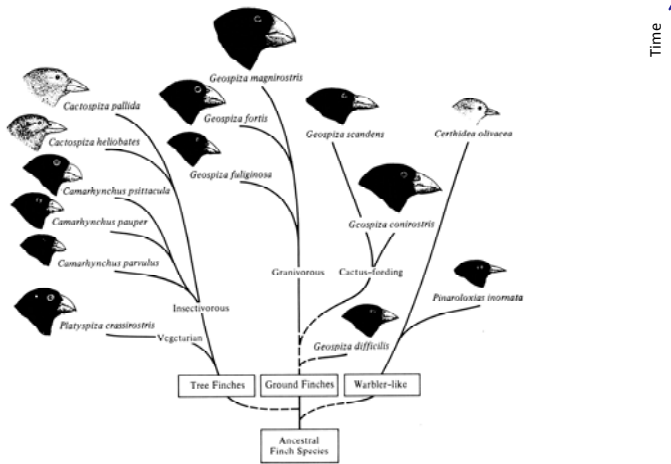 Time
Geospiza magnirostris
Cactospiza pallida
Geospiza fortis
Geospiza scandens
Certhidea olivacea
Cactospiza heliobates
Geospiza fuliginosa
Camarhynchus psittacula
Camarhynchus pauper
Geospiza conirostris
Camarhynchus parvulus
Granivorous
Cactus-feeding
Pinaroloxias inornata
Insectivorous
Platyspiza crassirostris
Vegetarian
Geospiza difficilis
Tree Finches
Ground Finches
Warbler-like
Ancestral
Finch Species